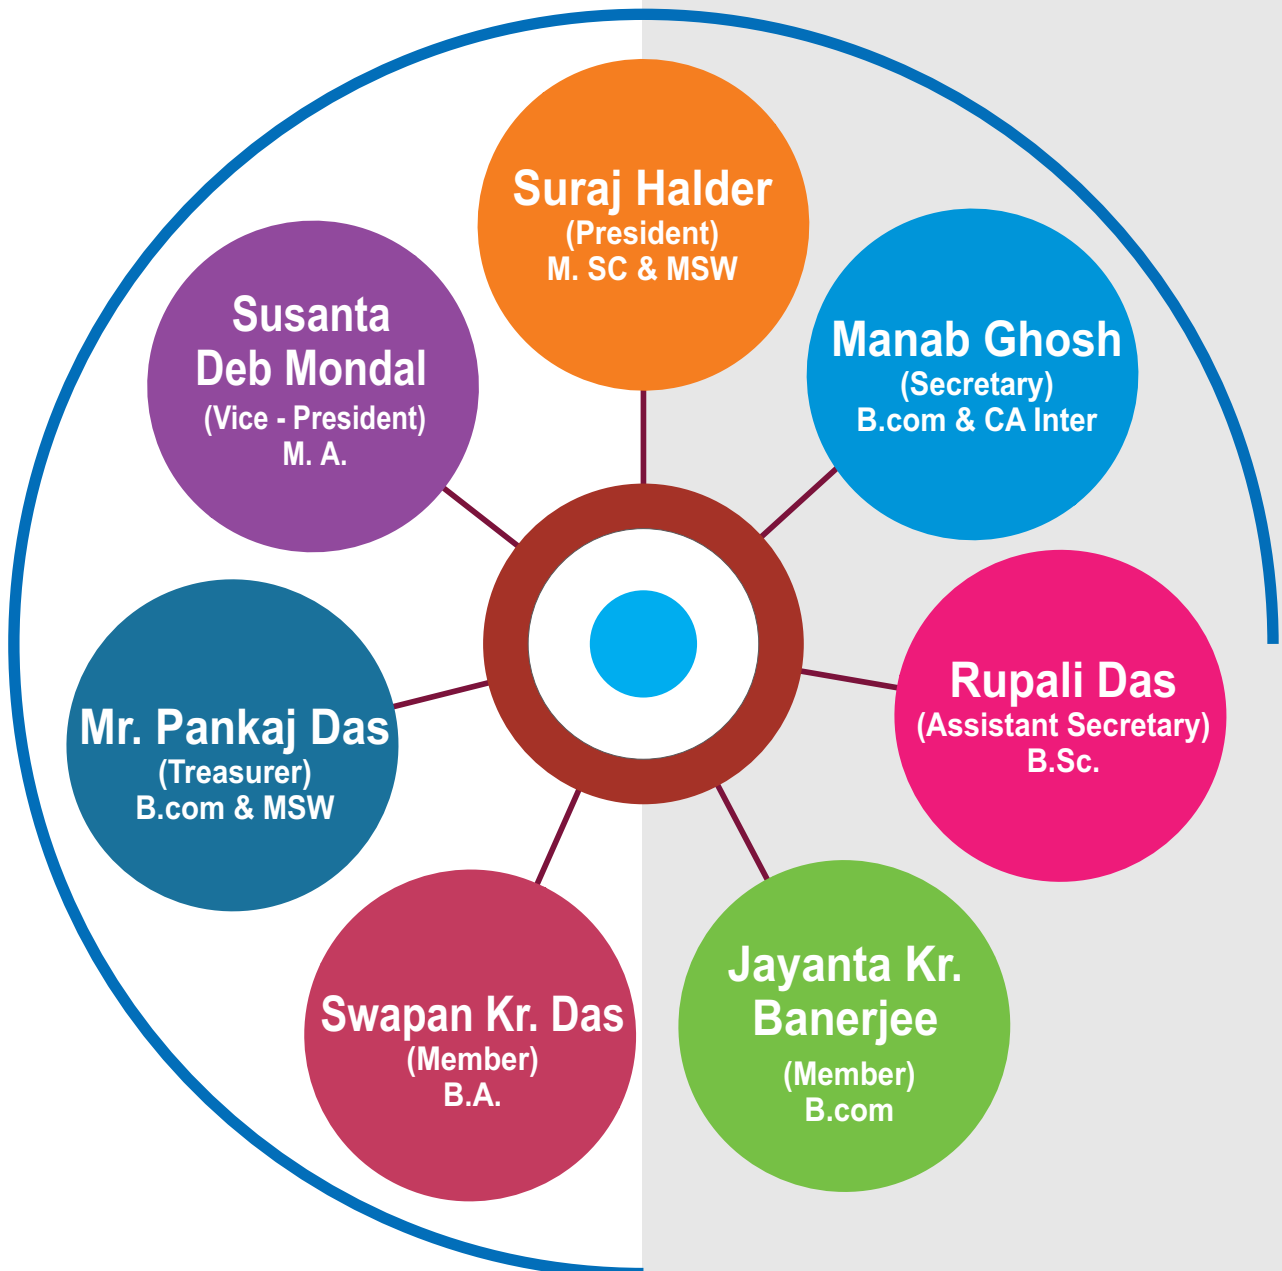 Suraj Halder
(President)
M. SC & MSW
Susanta
Deb Mondal
(Vice - President)
M. A.
Manab Ghosh
(Secretary)
B.com & CA Inter
Mr. Pankaj Das
(Treasurer)
B.com & MSW
Rupali Das
(Assistant Secretary)
B.Sc.
Swapan Kr. Das
(Member)
B.A.
Jayanta Kr.
Banerjee
(Member)
B.com